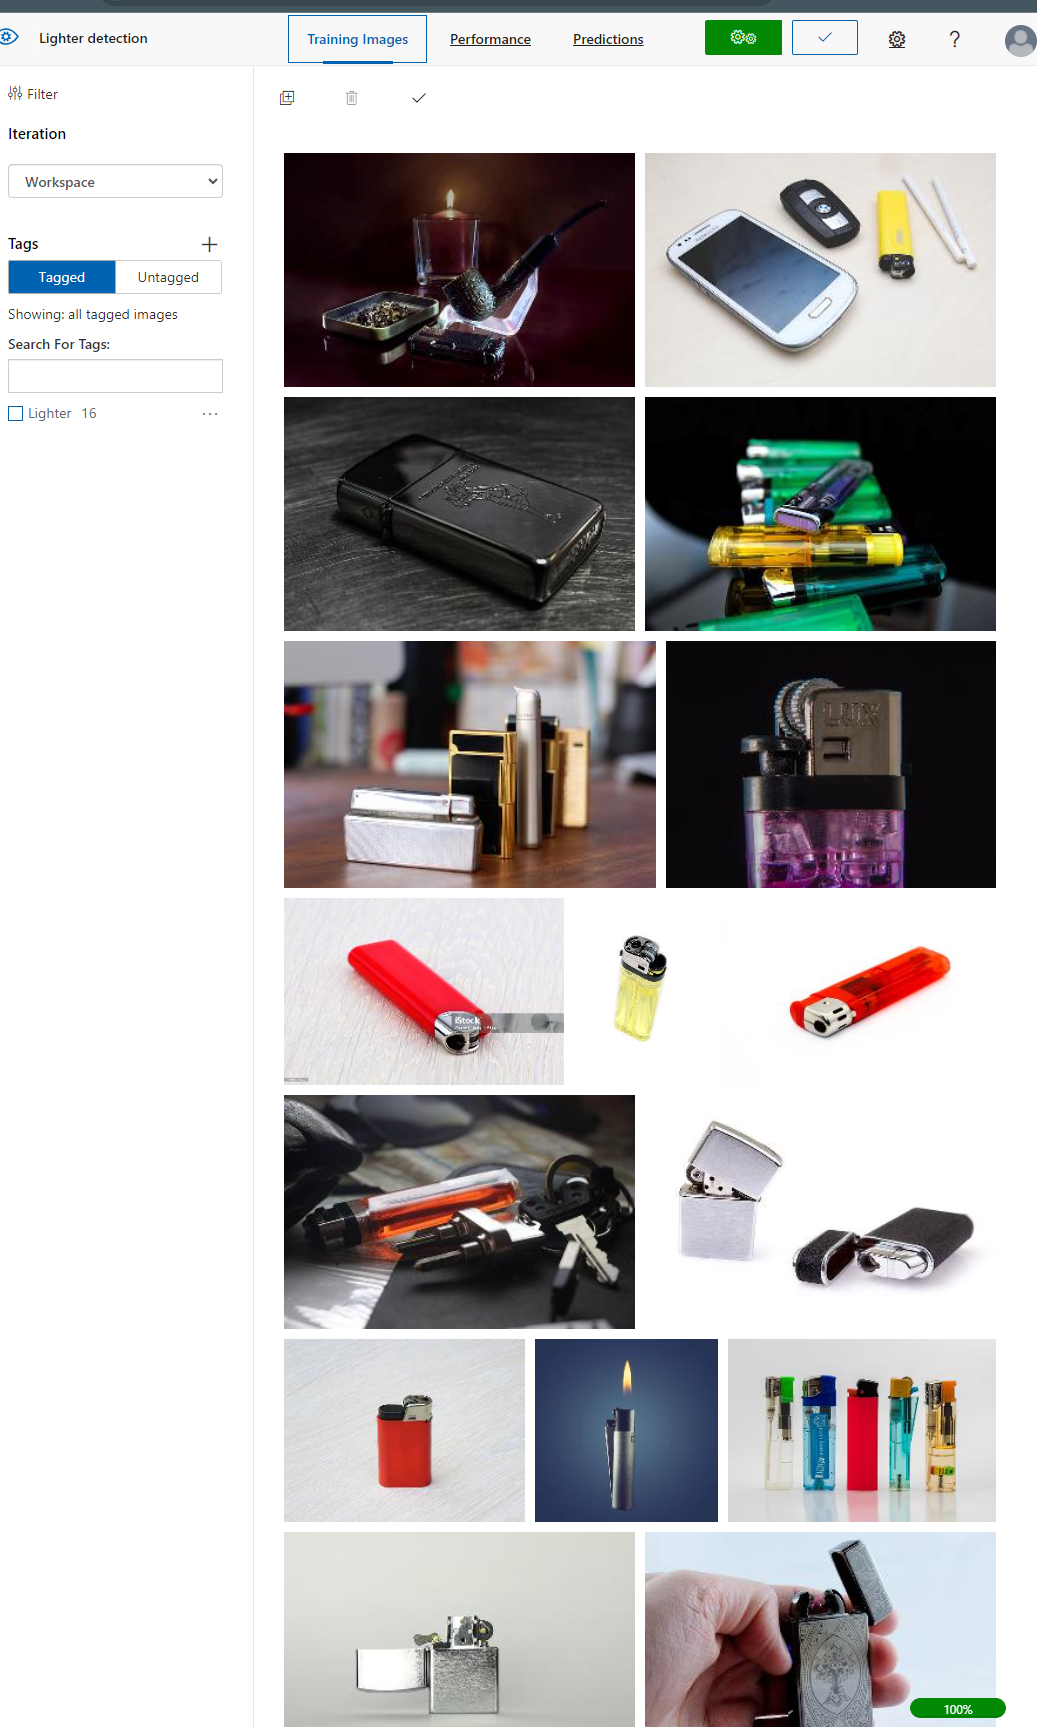 Lighter detection
Training Images
Performance
Predictions
?
Filter
Iteration
Workspace
Tags
Tagged
Untagged
Showing: all tagged images
Search For Tags:
Lighter 16
LUX
iStock
100%